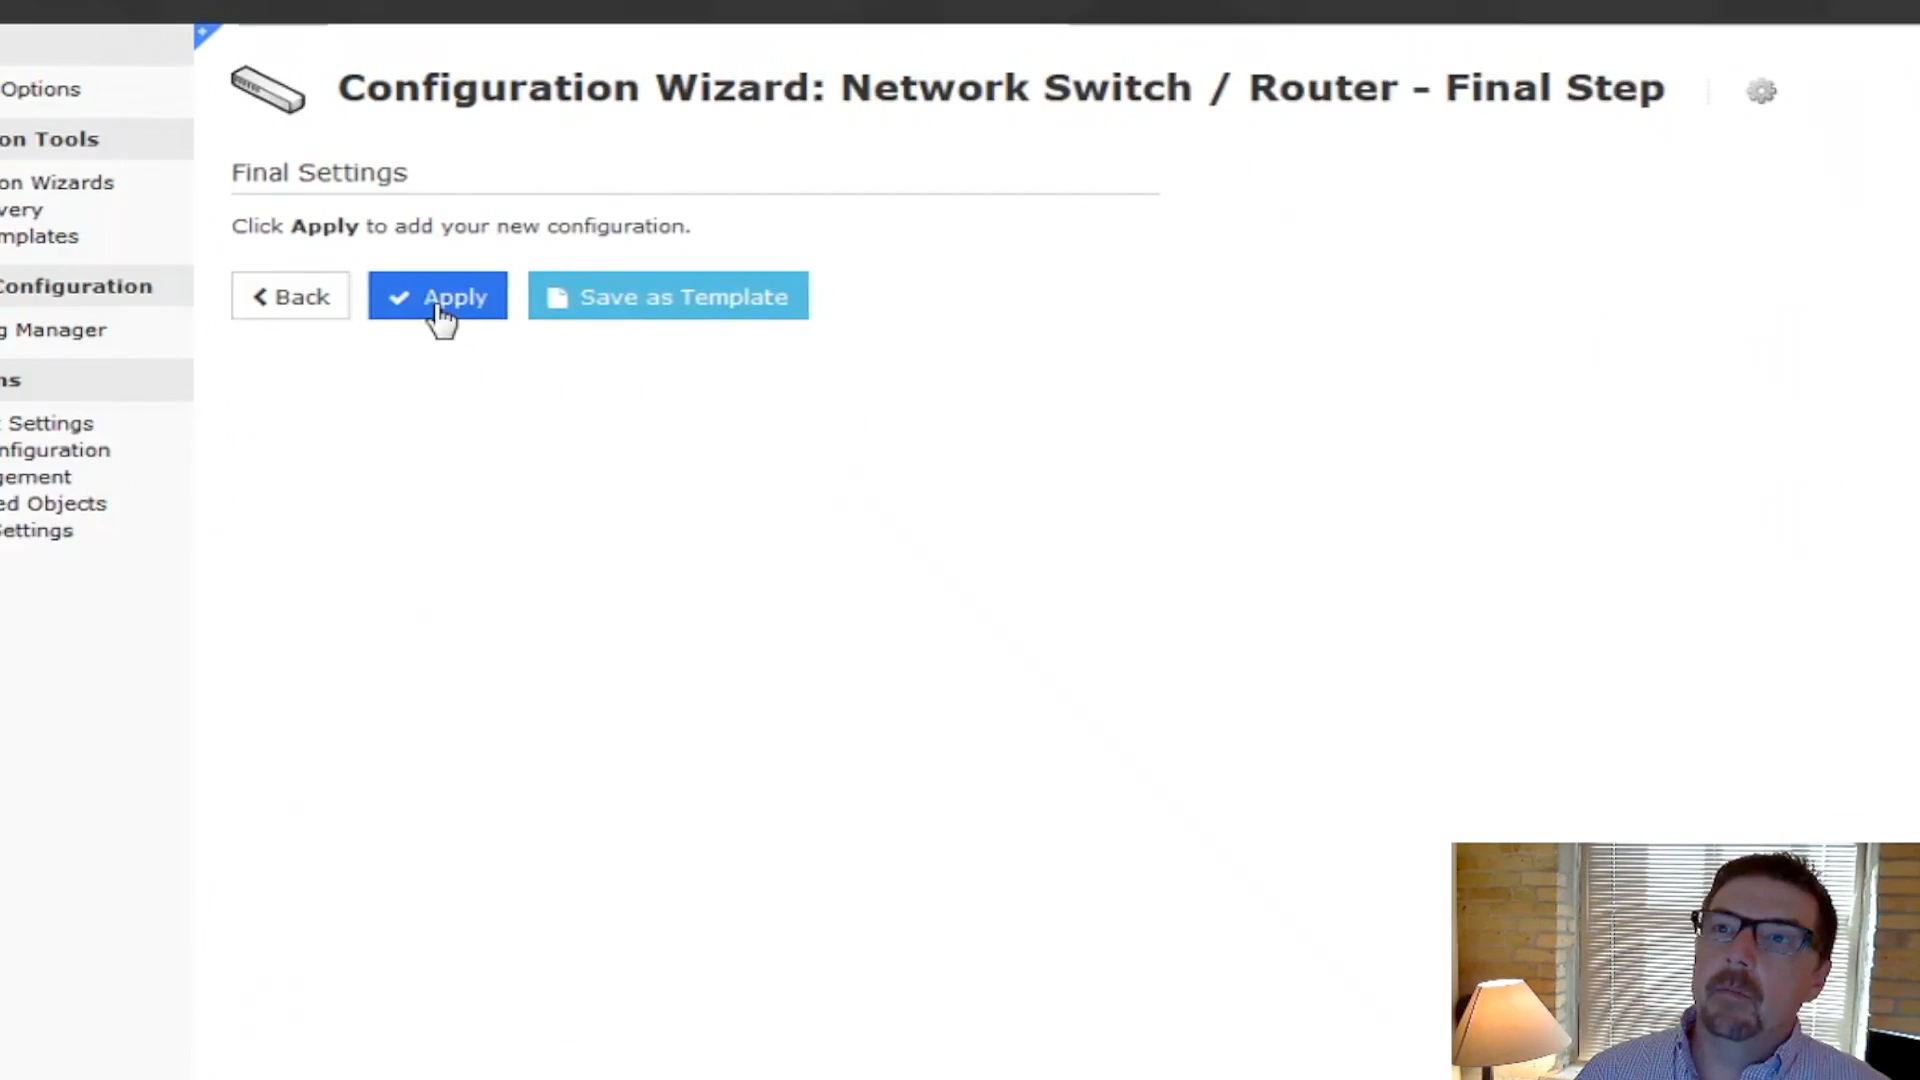 Configuration Wizard: Network Switch / Router - Final Step
Final Settings
Click Apply to add your new configuration.
Back
Apply
Save as Template
Options
on Tools
on Wizards
very
mplates
Configuration
g Manager
ns
t Settings
nfiguration
gement
ed Objects
Settings